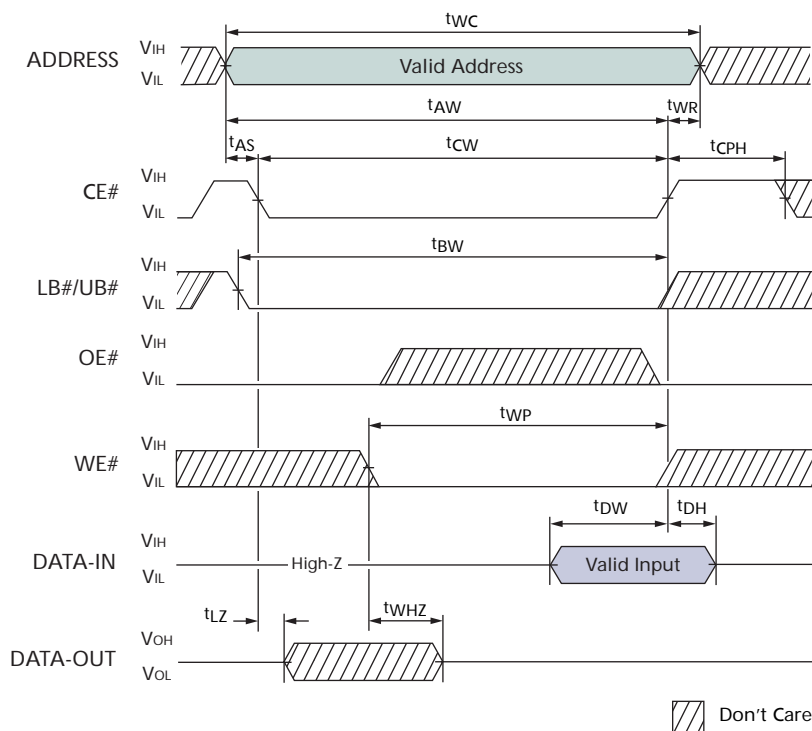 tWC
ADDRESS
VIH
VIL
Valid Address
tAW
tWR
tAS
tCW
tCPH
CE#
VIH
VIL
tBW
LB#/UB#
VIH
VIL
OE#
VIH
VIL
tWP
WE#
VIH
VIL
tDW
tDH
DATA-IN
VIH
VIL
High-Z
Valid Input
tLZ
tWHZ
DATA-OUT
VOH
VOL
Don't Care